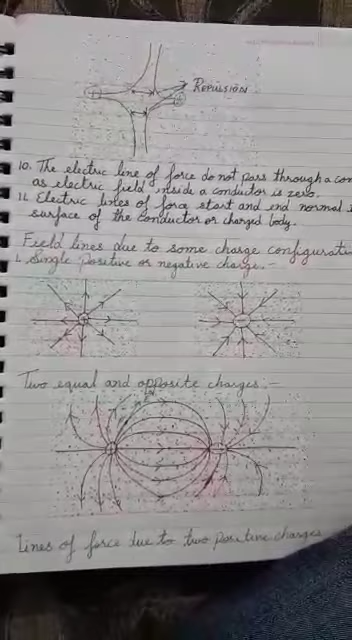 REPULSION
10. The electric line of force do not pass through a con
as electric field inside a conductor is zero.
11. Electric lines of force start and end normal
surface of the conductor or charged body.
Field lines due to some charge configuratio
1. Single positive or negative charge.-
Two equal and opposite charges.-
Lines of force due to two positive charges